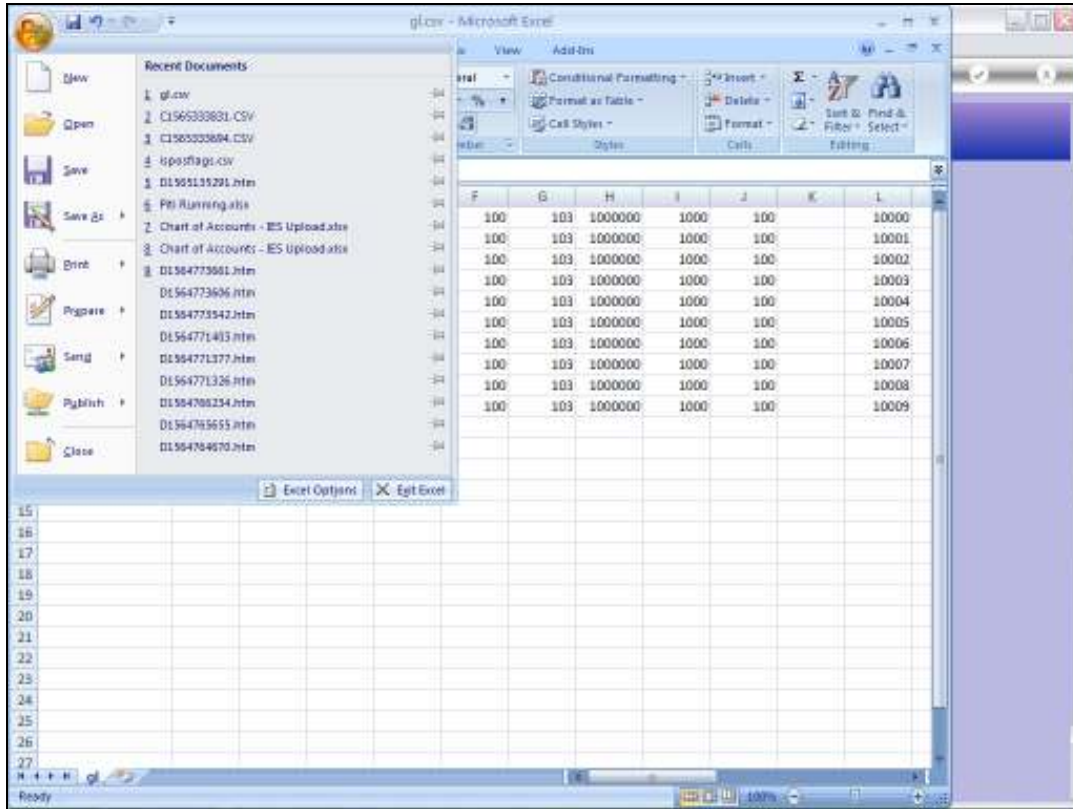 gl.csv - Microsoft Excel
View Add-Ins
New
Open
Save
Save As
Print
Prepare
Send
Publish
Close
Recent Documents
1 gl.csv
2 C1565333831.CSV
3 C1565333694.CSV
4 isposflags.csv
5 D1565135291.htm
6 Piti Running.xlsx
7 Chart of Accounts - IES Upload.xlsx
8 Chart of Accounts - IES Upload.xlsx
9 D1564773661.htm
D1564773606.htm
D1564773542.htm
D1564771403.htm
D1564771377.htm
D1564771326.htm
D1564766234.htm
D1564765655.htm
D1564764670.htm
Excel Options Exit Excel
Conditional Formatting
Format as Table
Cell Styles
Styles
Insert
Delete
Format
Cells
Sort & Filter
Find & Select
Editing
F G H I J K L
100 103 1000000 1000 100 10000
100 103 1000000 1000 100 10001
100 103 1000000 1000 100 10002
100 103 1000000 1000 100 10003
100 103 1000000 1000 100 10004
100 103 1000000 1000 100 10005
100 103 1000000 1000 100 10006
100 103 1000000 1000 100 10007
100 103 1000000 1000 100 10008
100 103 1000000 1000 100 10009
15
16
17
18
19
20
21
22
23
24
25
26
27
gl
Ready 100%